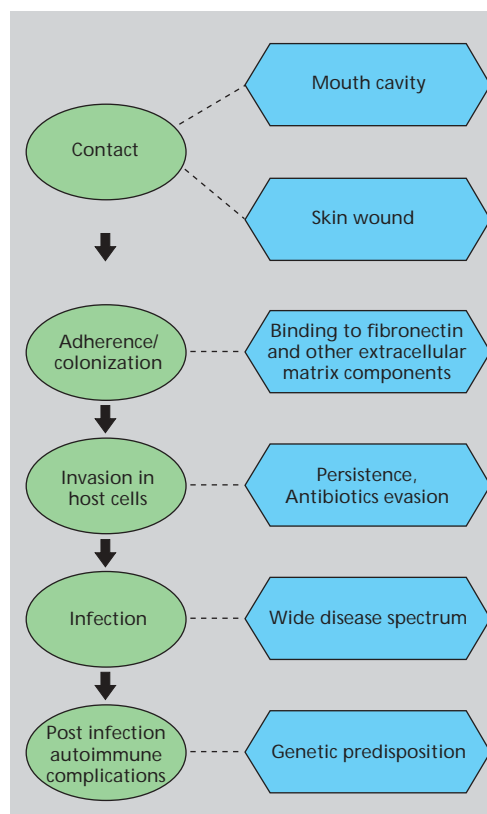 Mouth cavity
Contact
Skin wound
Adherence/
colonization
Binding to fibronectin
and other extracellular
matrix components
Invasion in
host cells
Persistence,
Antibiotics evasion
Infection
Wide disease spectrum
Post infection
autoimmune
complications
Genetic predisposition